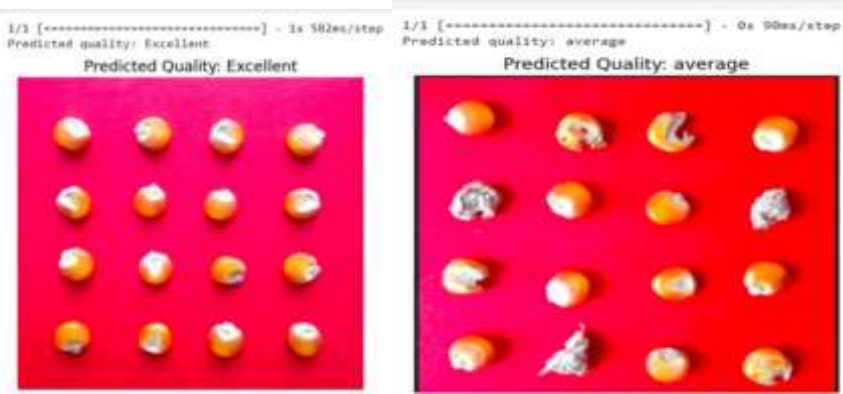 1/1 [==============================] - 1s 582ms/step
Predicted quality: Excellent
Predicted Quality: Excellent
1/1 [==============================] - 0s 90ms/step
Predicted quality: average
Predicted Quality: average